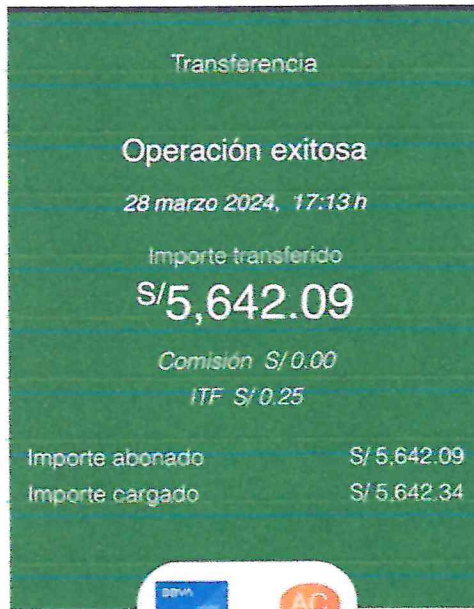 Transferencia
Operación exitosa
28 marzo 2024, 17:13 h
Importe transferido
S/5,642.09
Comisión S/ 0.00
ITF S/ 0.25
Importe abonado S/ 5,642.09
Importe cargado S/ 5,642.34
BBVA
AC